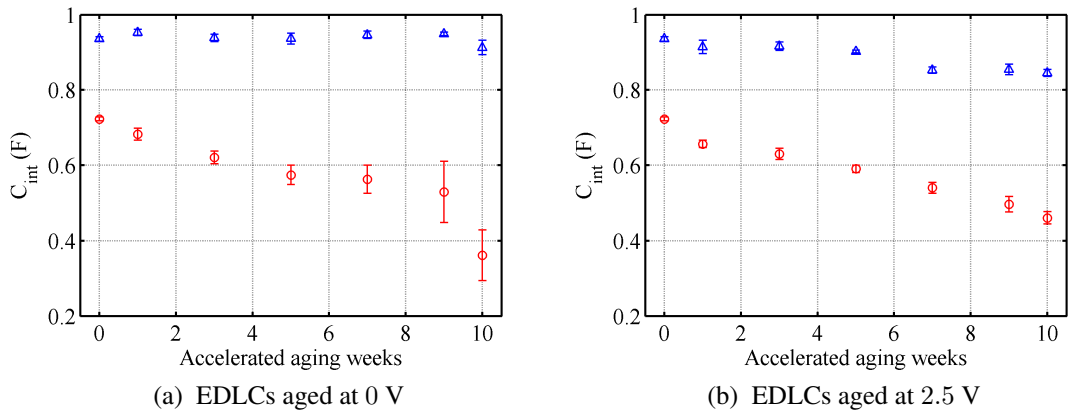 1
0.8
0.6
0.4
0.2
C_int (F)
0 2 4 6 8 10
Accelerated aging weeks
(a) EDLCs aged at 0 V
1
0.8
0.6
0.4
0.2
C_int (F)
0 2 4 6 8 10
Accelerated aging weeks
(b) EDLCs aged at 2.5 V